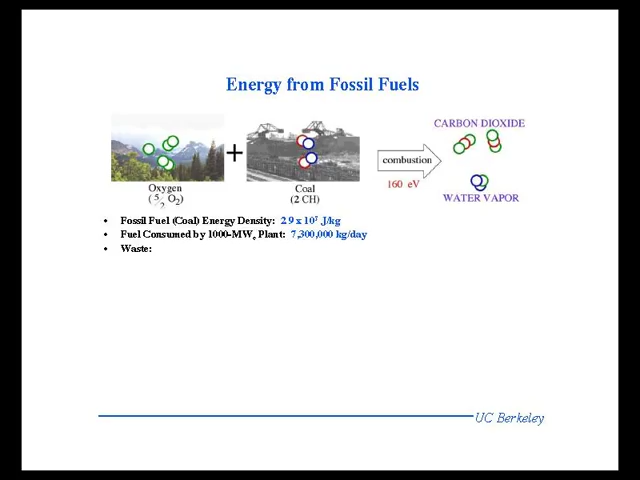 Energy from Fossil Fuels
CARBON DIOXIDE
+
combustion
160 eV
Oxygen
(5/2 O2)
Coal
(2 CH)
WATER VAPOR
• Fossil Fuel (Coal) Energy Density: 2.9 x 10⁷ J/kg
• Fuel Consumed by 1000-MWe Plant: 7,300,000 kg/day
• Waste:
UC Berkeley